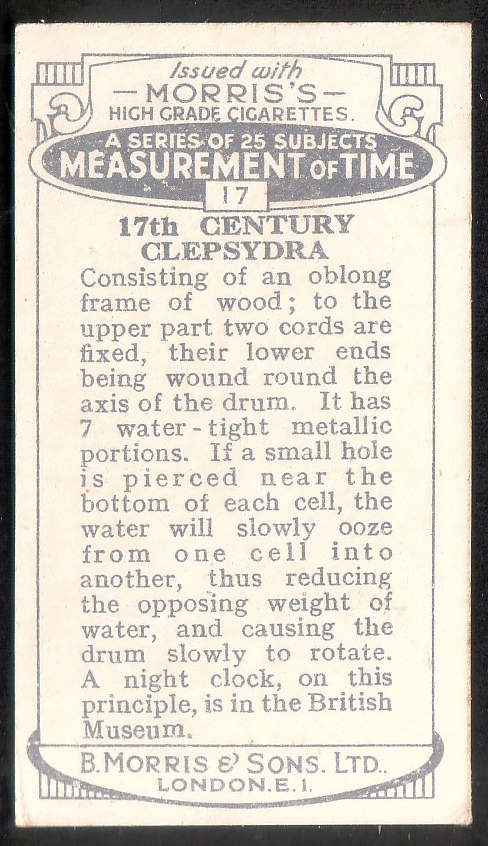 Issued with
—MORRIS'S—
HIGH GRADE CIGARETTES.
A SERIES OF 25 SUBJECTS
MEASUREMENT OF TIME
17
17th CENTURY
CLEPSYDRA
Consisting of an oblong
frame of wood; to the
upper part two cords are
fixed, their lower ends
being wound round the
axis of the drum. It has
7 water-tight metallic
portions. If a small hole
is pierced near the
bottom of each cell, the
water will slowly ooze
from one cell into
another, thus reducing
the opposing weight of
water, and causing the
drum slowly to rotate.
A night clock, on this
principle, is in the British
Museum.
B. MORRIS & SONS. LTD..
LONDON. E.1.